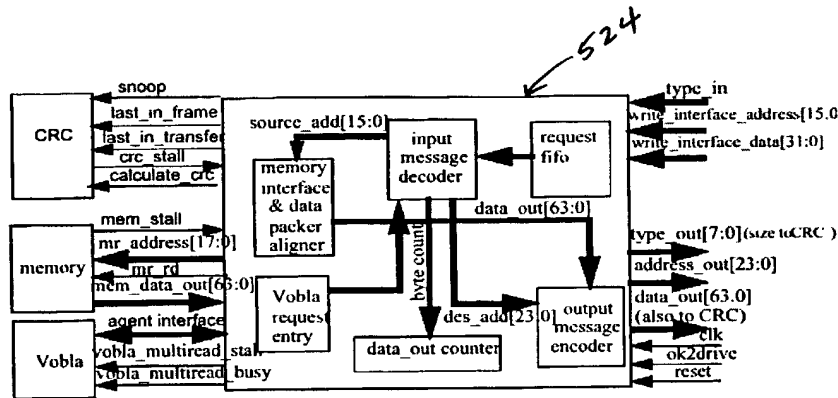 524
snoop
last_in_frame
last_in_transfer
crc_stall
calculate_crc
CRC
mem_stall
mr_address[17:0]
mr_rd
mem_data_out[63:0]
memory
agent interface
vobla_multiread_stall
vobla_multiread_busy
Vobla
source_add[15:0]
input
message
decoder
request
fifo
memory
interface
& data
packer
aligner
data_out[63:0]
byte count
Vobla
request
entry
des_add[23:0]
output
message
encoder
data_out counter
type_in
write_interface_address[15:0
write_interface_data[31:0]
type_out[7:0](size toCRC )
address_out[23:0]
data_out[63.0]
(also to CRC)
clk
ok2drive
reset